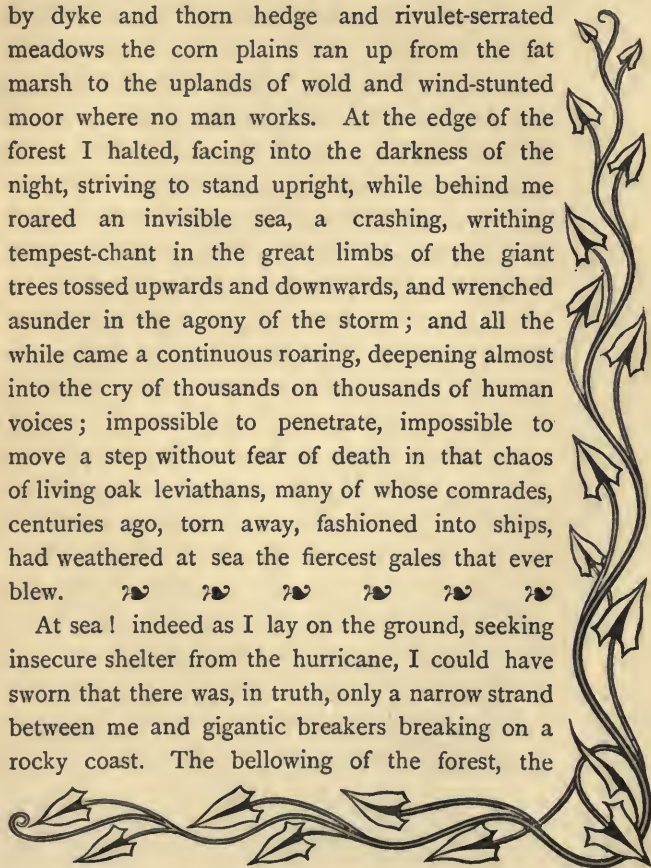 by dyke and thorn hedge and rivulet-serrated
meadows the corn plains ran up from the fat
marsh to the uplands of wold and wind-stunted
moor where no man works. At the edge of the
forest I halted, facing into the darkness of the
night, striving to stand upright, while behind me
roared an invisible sea, a crashing, writhing
tempest-chant in the great limbs of the giant
trees tossed upwards and downwards, and wrenched
asunder in the agony of the storm; and all the
while came a continuous roaring, deepening almost
into the cry of thousands on thousands of human
voices; impossible to penetrate, impossible to
move a step without fear of death in that chaos
of living oak leviathans, many of whose comrades,
centuries ago, torn away, fashioned into ships,
had weathered at sea the fiercest gales that ever
blew.
At sea! indeed as I lay on the ground, seeking
insecure shelter from the hurricane, I could have
sworn that there was, in truth, only a narrow strand
between me and gigantic breakers breaking on a
rocky coast. The bellowing of the forest, the